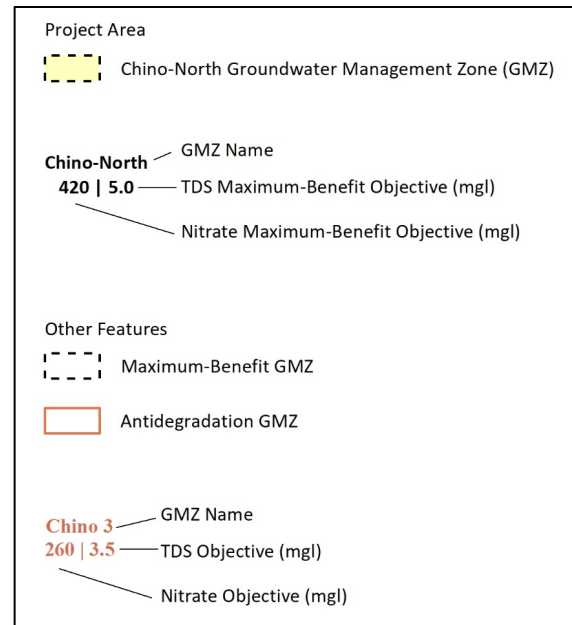 Project Area
Chino-North Groundwater Management Zone (GMZ)
GMZ Name
Chino-North
420 | 5.0
TDS Maximum-Benefit Objective (mgl)
Nitrate Maximum-Benefit Objective (mgl)
Other Features
Maximum-Benefit GMZ
Antidegradation GMZ
GMZ Name
Chino 3
260 | 3.5
TDS Objective (mgl)
Nitrate Objective (mgl)